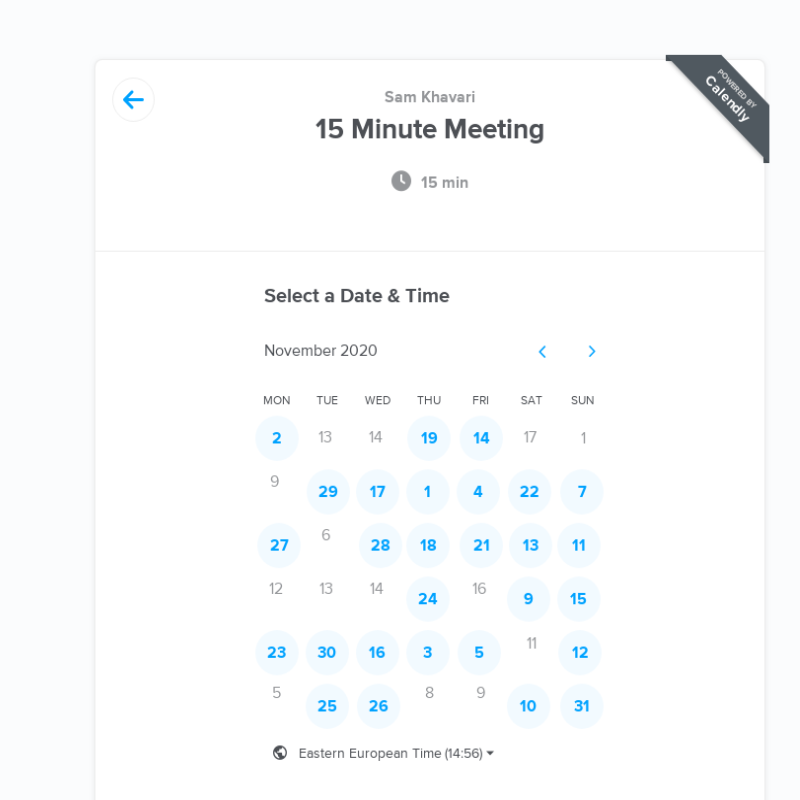 POWERED BY
Calendly
Sam Khavari
15 Minute Meeting
15 min
Select a Date & Time
November 2020
MON TUE WED THU FRI SAT SUN
2 13 14 19 14 17 1
9 29 17 1 4 22 7
27 6 28 18 21 13 11
12 13 14 24 16 9 15
23 30 16 3 5 11 12
5 25 26 8 9 10 31
Eastern European Time (14:56)